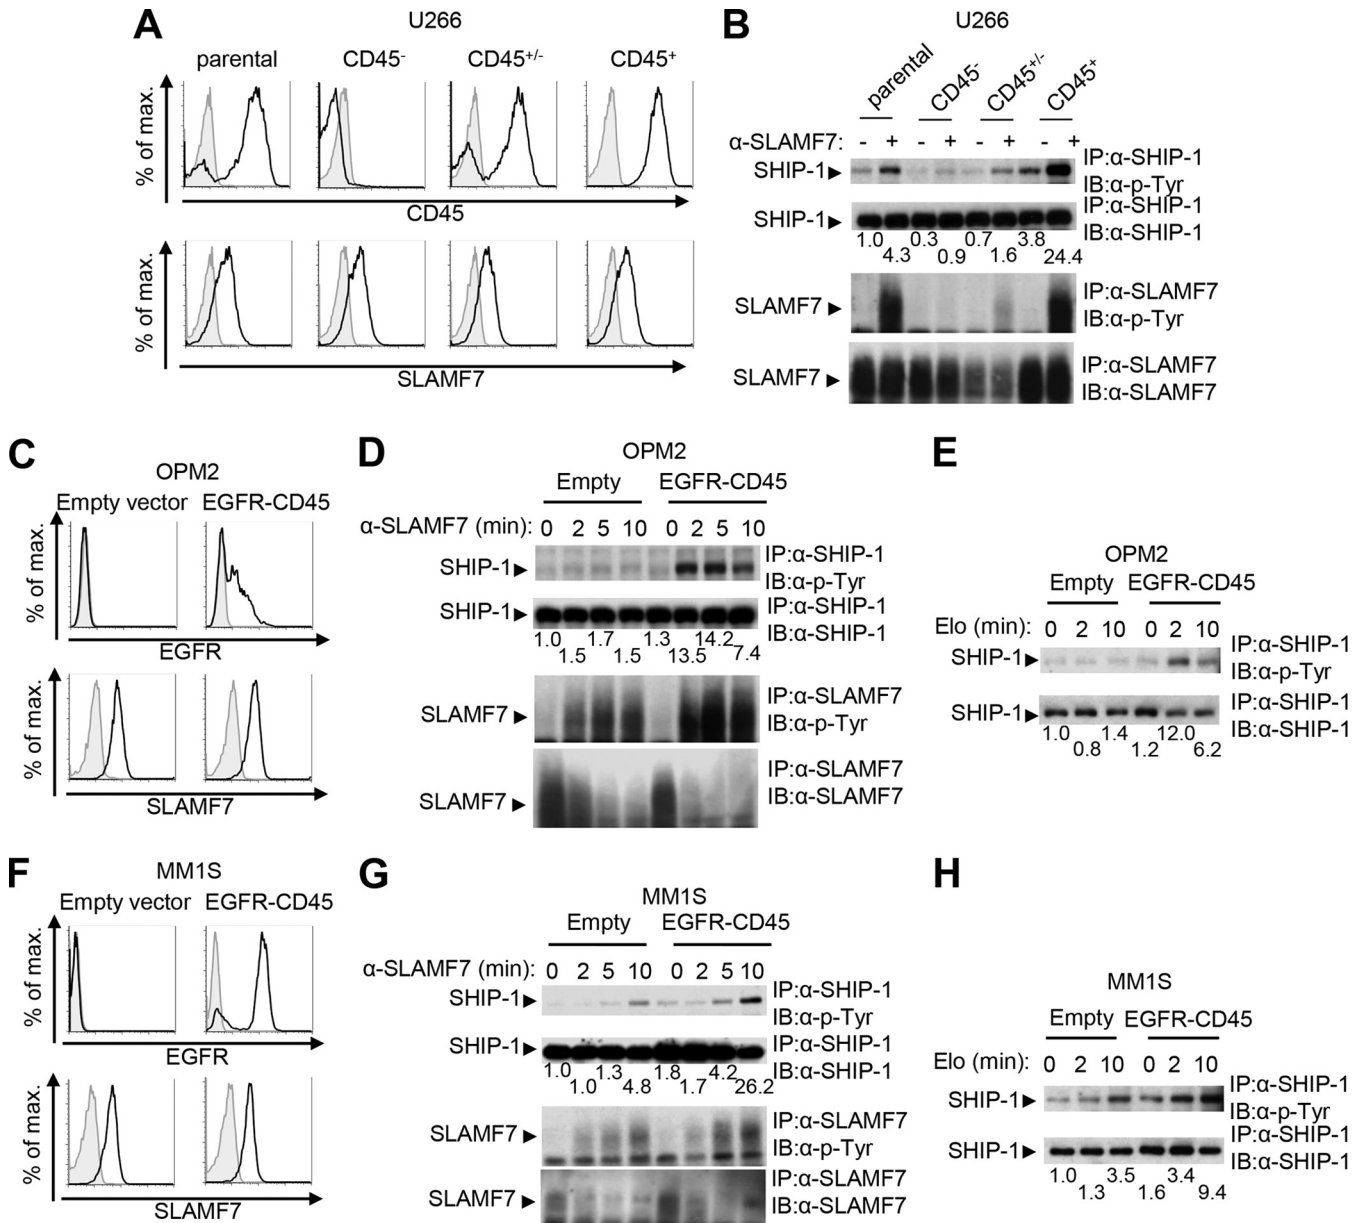 A
U266
parental
CD45-
CD45+/-
CD45+
% of max.
CD45
% of max.
SLAMF7
B
U266
parental
CD45-
CD45+/-
CD45+
α-SLAMF7: - + - + - + - +
SHIP-1
IP:α-SHIP-1
IB:α-p-Tyr
SHIP-1
IP:α-SHIP-1
IB:α-SHIP-1
1.0 0.3 0.7 3.8
4.3 0.9 1.6 24.4
SLAMF7
IP:α-SLAMF7
IB:α-p-Tyr
SLAMF7
IP:α-SLAMF7
IB:α-SLAMF7
C
OPM2
Empty vector EGFR-CD45
% of max.
EGFR
% of max.
SLAMF7
D
OPM2
Empty EGFR-CD45
α-SLAMF7 (min): 0 2 5 10 0 2 5 10
SHIP-1
IP:α-SHIP-1
IB:α-p-Tyr
SHIP-1
IP:α-SHIP-1
IB:α-SHIP-1
1.0 1.7 1.3 14.2
1.5 1.5 13.5 7.4
SLAMF7
IP:α-SLAMF7
IB:α-p-Tyr
SLAMF7
IP:α-SLAMF7
IB:α-SLAMF7
E
OPM2
Empty EGFR-CD45
Elo (min): 0 2 10 0 2 10
SHIP-1
IP:α-SHIP-1
IB:α-p-Tyr
SHIP-1
IP:α-SHIP-1
IB:α-SHIP-1
1.0 1.4 12.0
0.8 1.2 6.2
F
MM1S
Empty vector EGFR-CD45
% of max.
EGFR
% of max.
SLAMF7
G
MM1S
Empty EGFR-CD45
α-SLAMF7 (min): 0 2 5 10 0 2 5 10
SHIP-1
IP:α-SHIP-1
IB:α-p-Tyr
SHIP-1
IP:α-SHIP-1
IB:α-SHIP-1
1.0 1.3 1.8 4.2
1.0 4.8 1.7 26.2
SLAMF7
IP:α-SLAMF7
IB:α-p-Tyr
SLAMF7
IP:α-SLAMF7
IB:α-SLAMF7
H
MM1S
Empty EGFR-CD45
Elo (min): 0 2 10 0 2 10
SHIP-1
IP:α-SHIP-1
IB:α-p-Tyr
SHIP-1
IP:α-SHIP-1
IB:α-SHIP-1
1.0 3.5 3.4
1.3 1.6 9.4